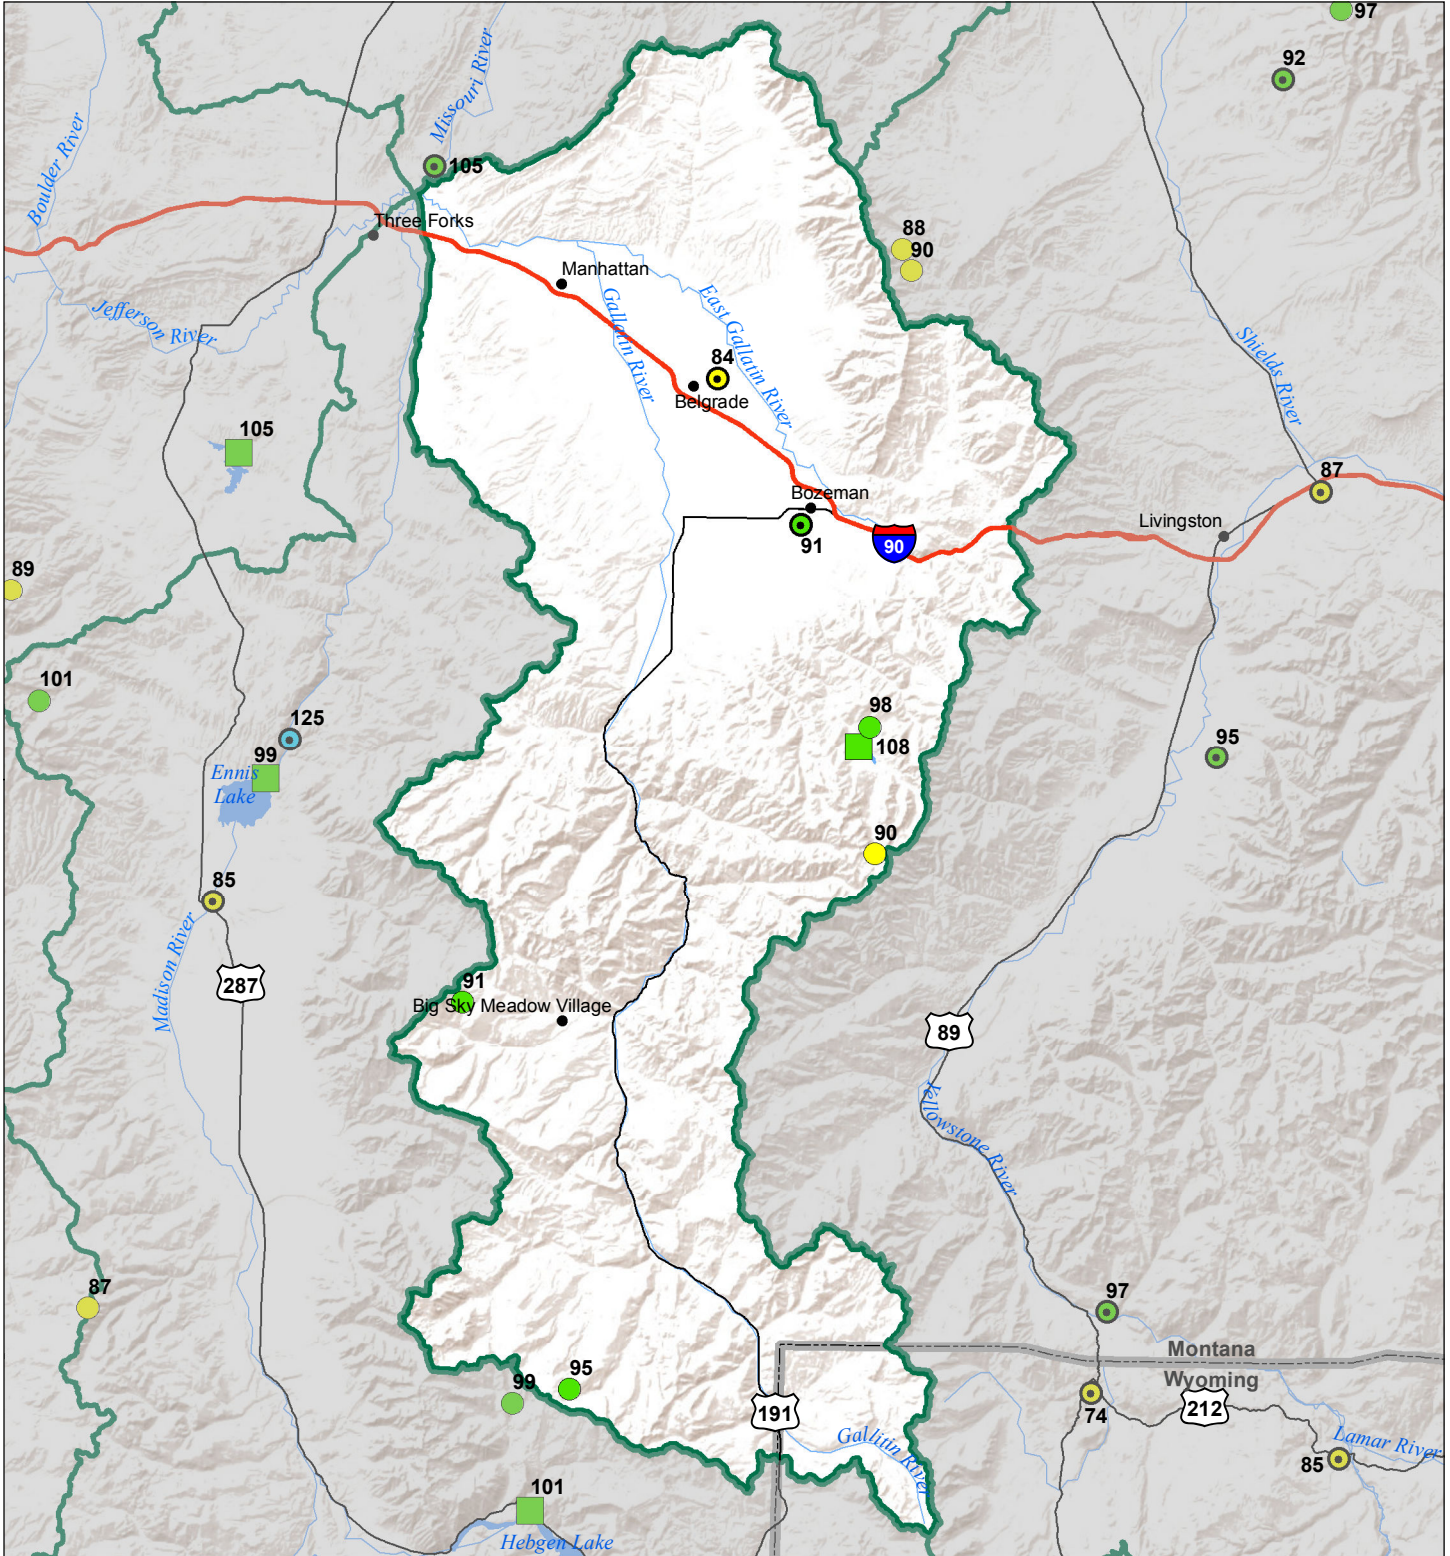 97
92
Missouri River
Boulder River
105
Three Forks
88
90
Manhattan
Gallatin River
East Gallatin River
Jefferson River
Shields River
84
Belgrade
105
87
Bozeman
91
90
Livingston
89
101
98
108
125
99
Ennis
Lake
95
90
85
Madison River
287
91
Big Sky Meadow Village
89
Yellowstone River
87
97
Montana
Wyoming
95
99
74
212
191
Gallitin River
Lamar River
85
101
Hebgen Lake